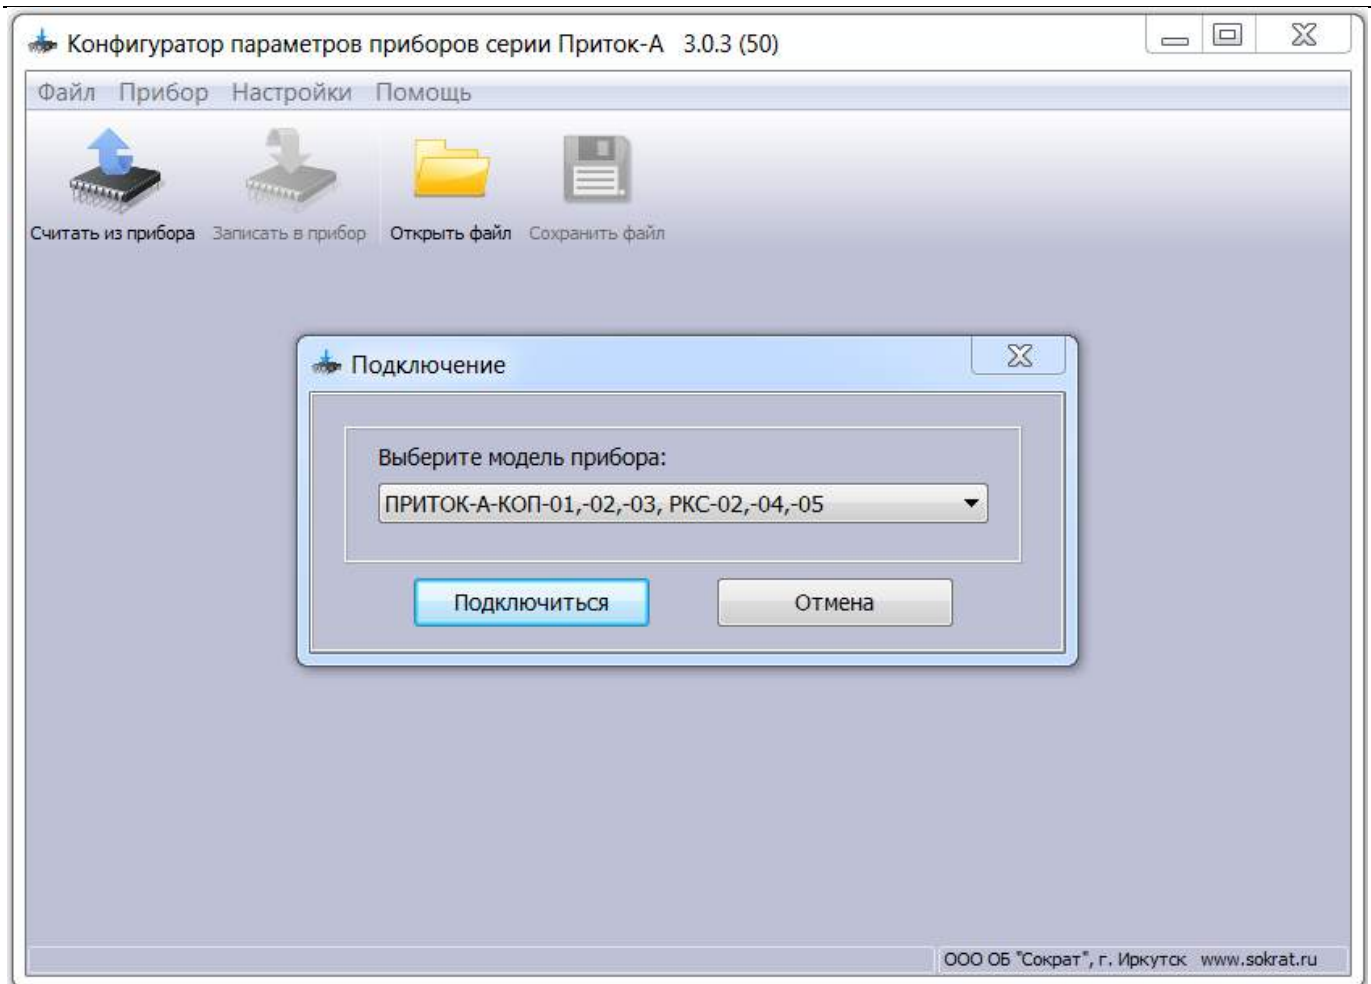 Конфигуратор параметров приборов серии Приток-А 3.0.3 (50)
Файл Прибор Настройки Помощь
Считать из прибора Записать в прибор Открыть файл Сохранить файл
Подключение
Выберите модель прибора:
ПРИТОК-А-КОП-01,-02,-03, РКС-02,-04,-05
Подключиться Отмена
ООО ОБ "Сократ", г. Иркутск www.sokrat.ru